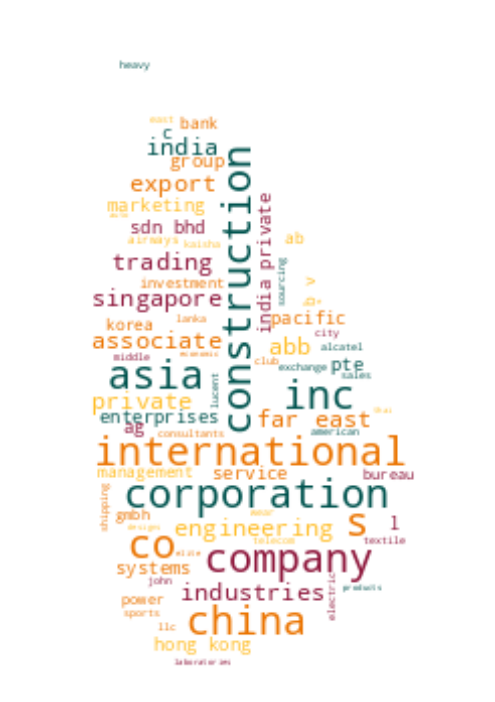 heavy
east bank
c
india
group
export
construction
marketing
india private
sdn bhd
ab
airways kaisha
trading
sourcing
investment
singapore
b. v
lanka
pacific
korea
city
associate
abb alcatel
middle economic
club exchange pte
asia
sales
lucent
inc
private
enterprises
far east
ag
consultants
american
international
management service bureau
corporation
shipping
gmbh
engineering
s l
designs
telecom
textile
co
elite
company
systems
john
industries
electric
products
power
sports
china
llc
hong kong
laboratories